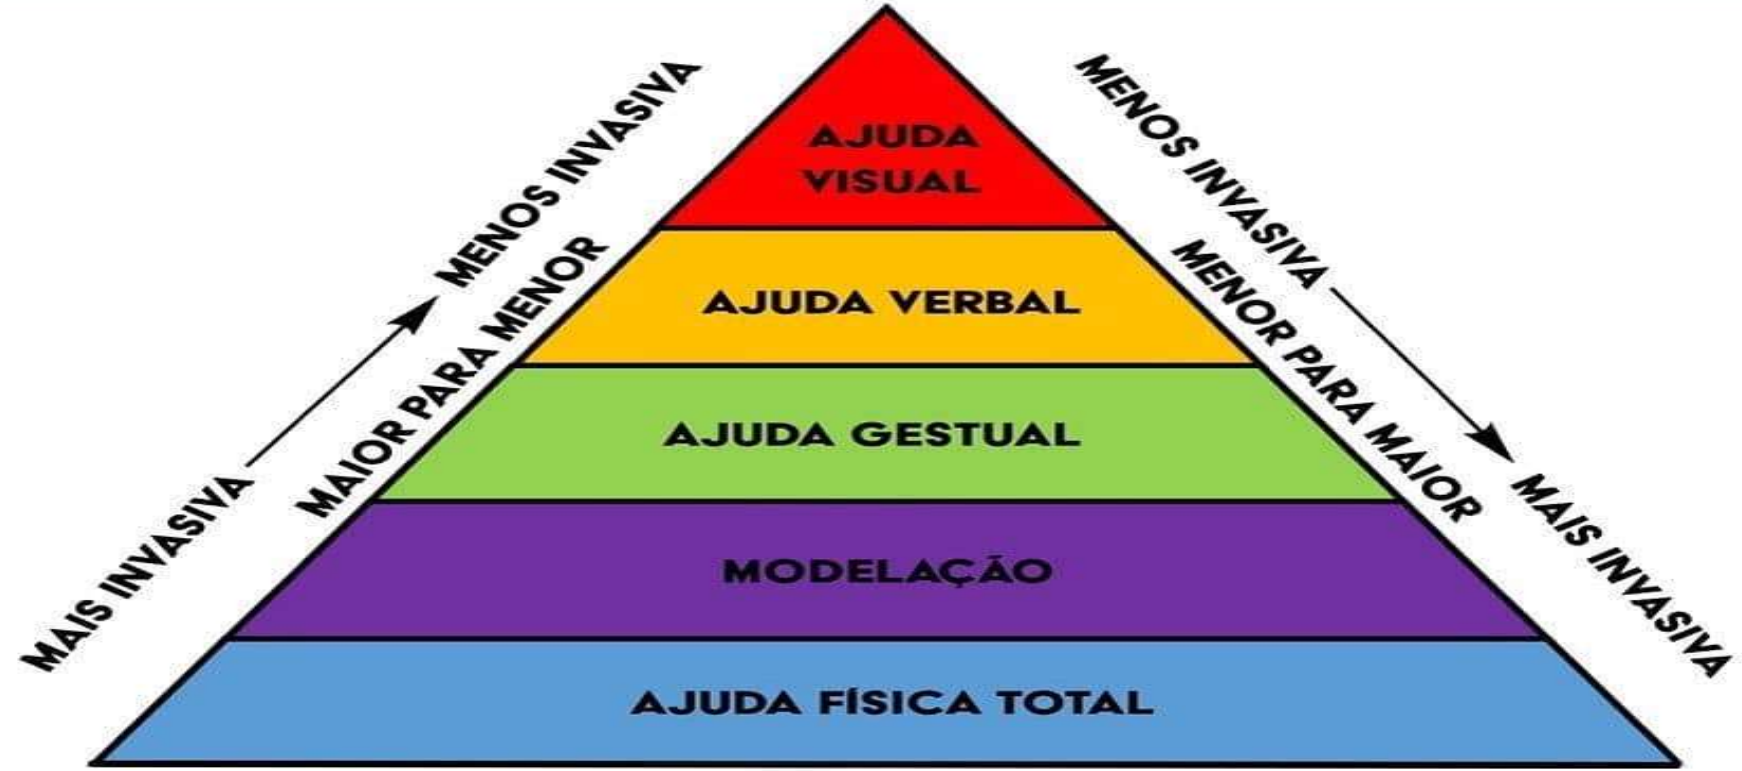 MAIS INVASIVA
MENOS INVASIVA
MAIOR PARA MENOR
AJUDA
VISUAL
AJUDA VERBAL
AJUDA GESTUAL
MODELAÇÃO
AJUDA FÍSICA TOTAL
MENOS INVASIVA
MAIS INVASIVA
MENOR PARA MAIOR